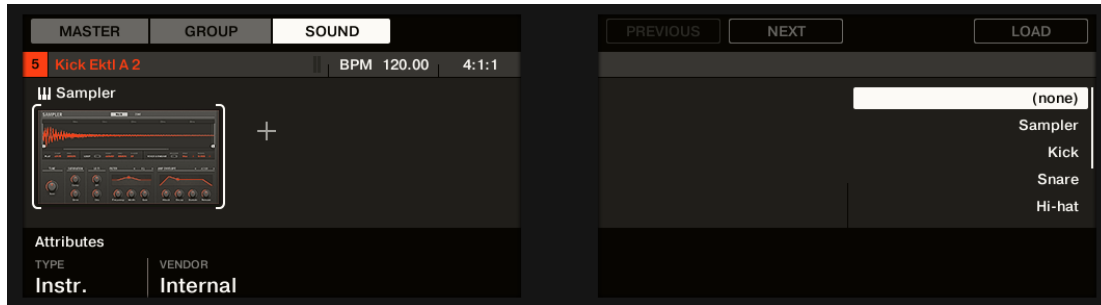 MASTER GROUP SOUND
5 Kick Ektl A 2 BPM 120.00 4:1:1
Sampler
+
Attributes
TYPE VENDOR
Instr. Internal
PREVIOUS NEXT LOAD
(none)
Sampler
Kick
Snare
Hi-hat